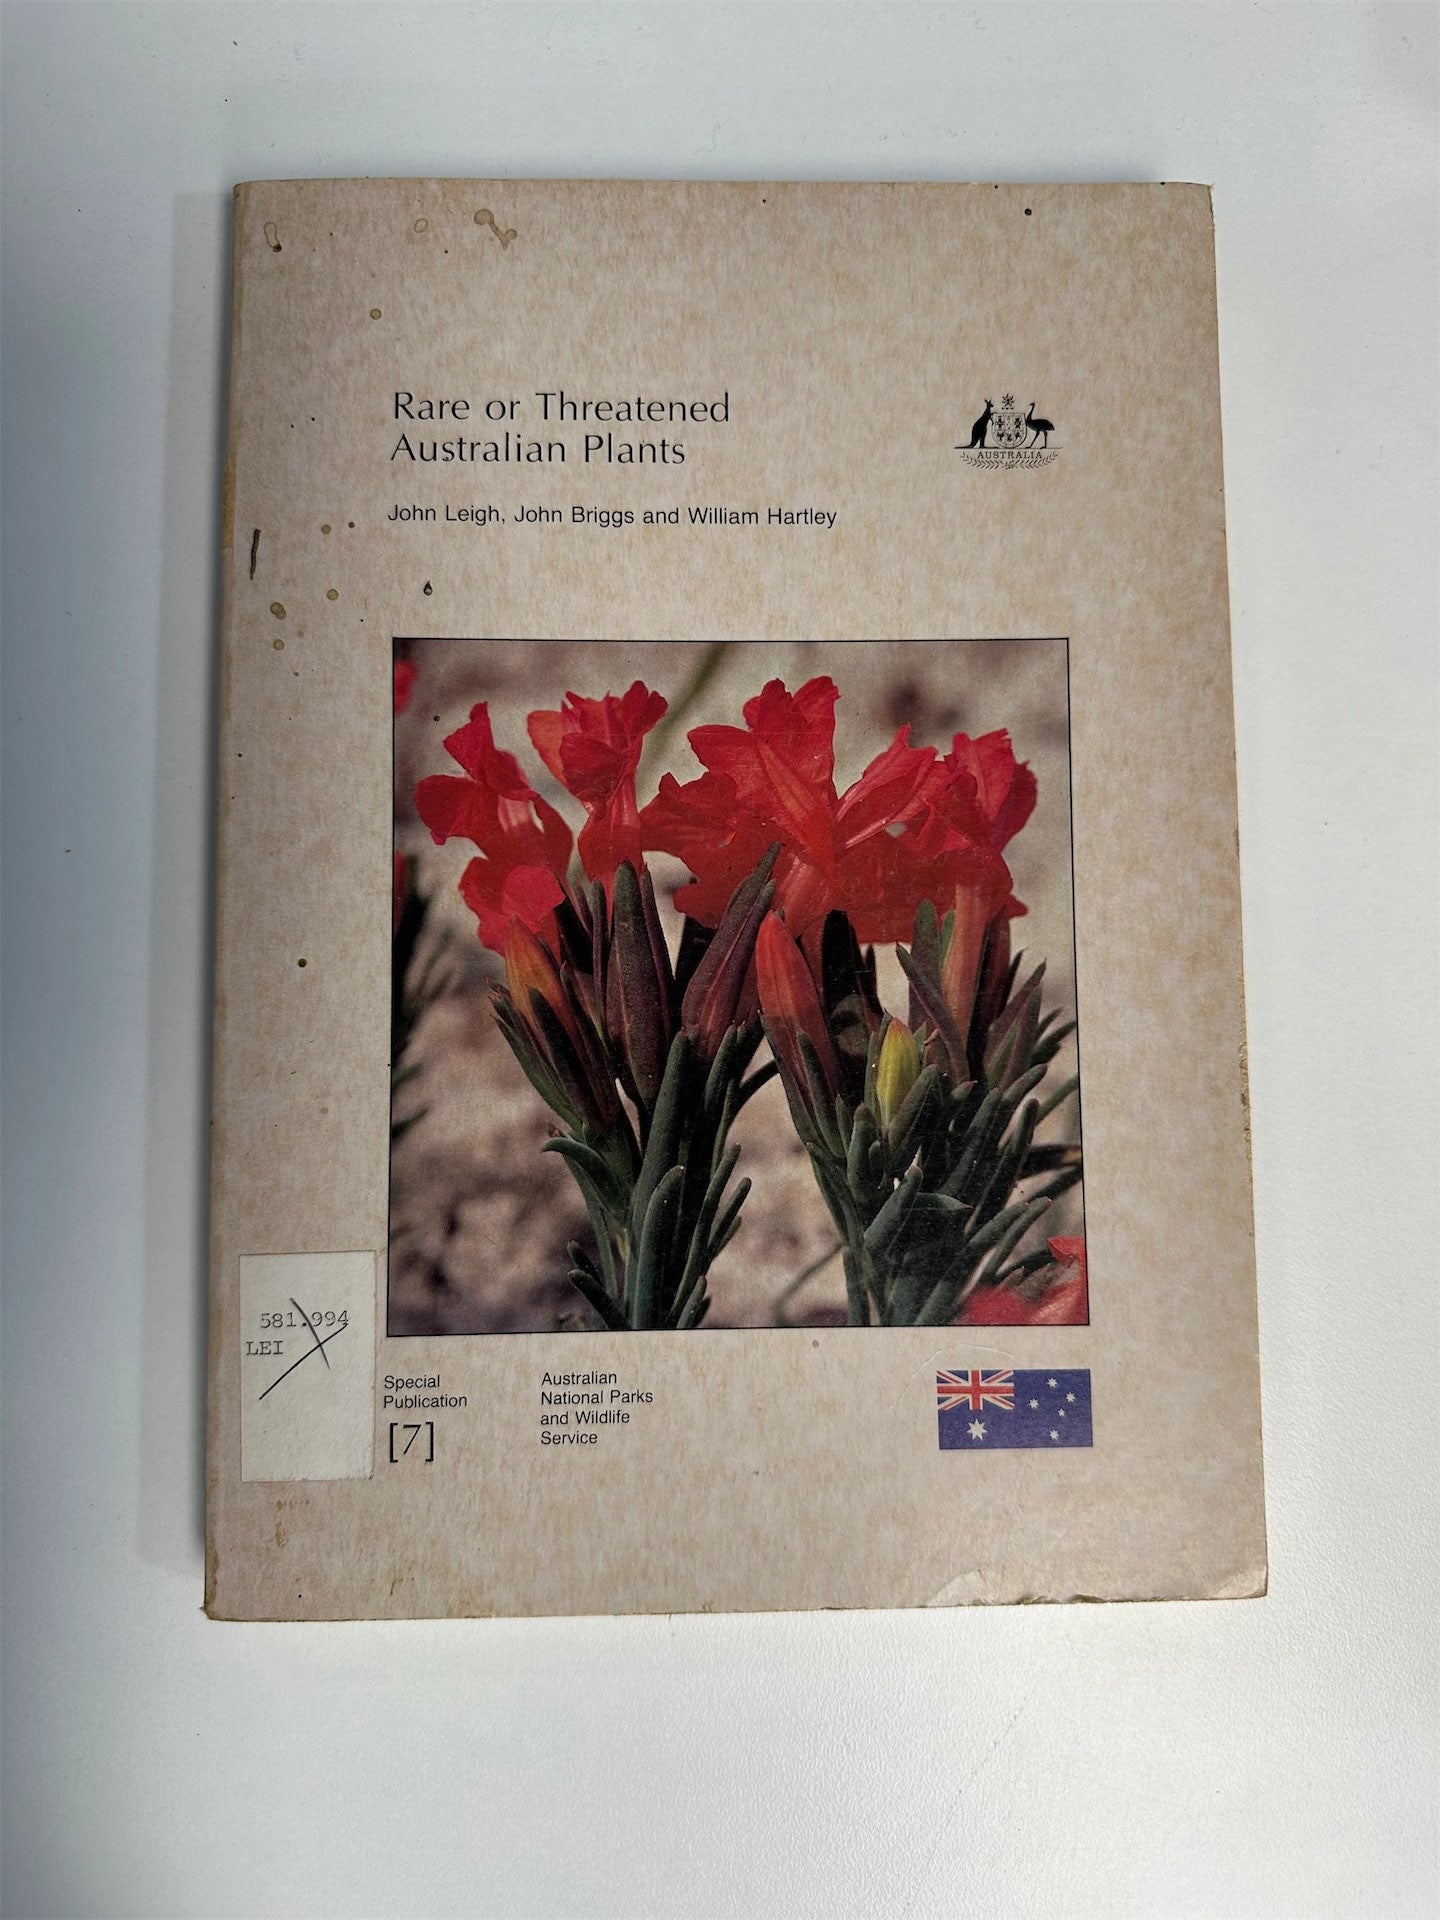 Rare or Threatened
Australian Plants
AUSTRALIA
John Leigh, John Briggs and William Hartley
581.994
LEI
Special
Publication
[7]
Australian
National Parks
and Wildlife
Service